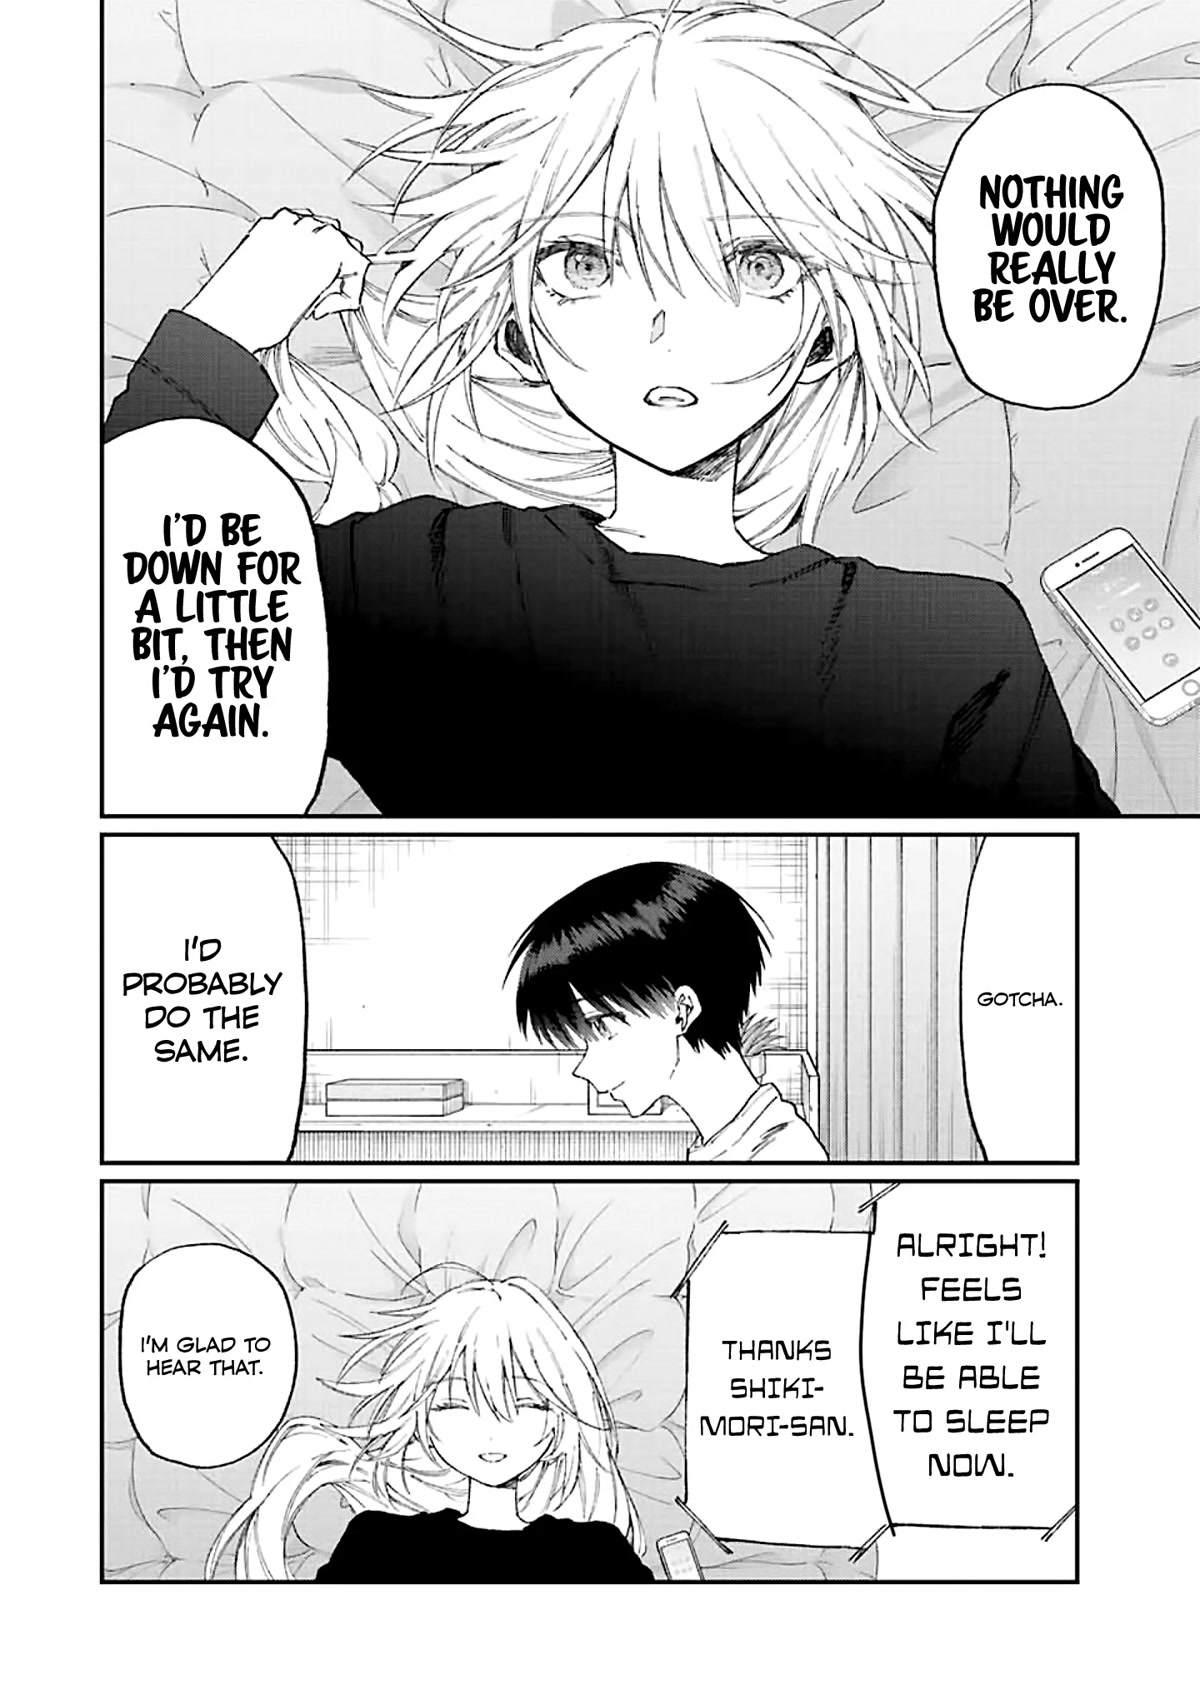 NOTHING
WOULD
REALLY
BE OVER.
I'D BE
DOWN FOR
A LITTLE
BIT, THEN
I'D TRY
AGAIN.
GOTCHA.
I'D
PROBABLY
DO THE
SAME.
ALRIGHT!
FEELS
LIKE I'LL
BE ABLE
TO SLEEP
NOW.
THANKS
SHIKI-
MORI-SAN.
I'M GLAD TO
HEAR THAT.